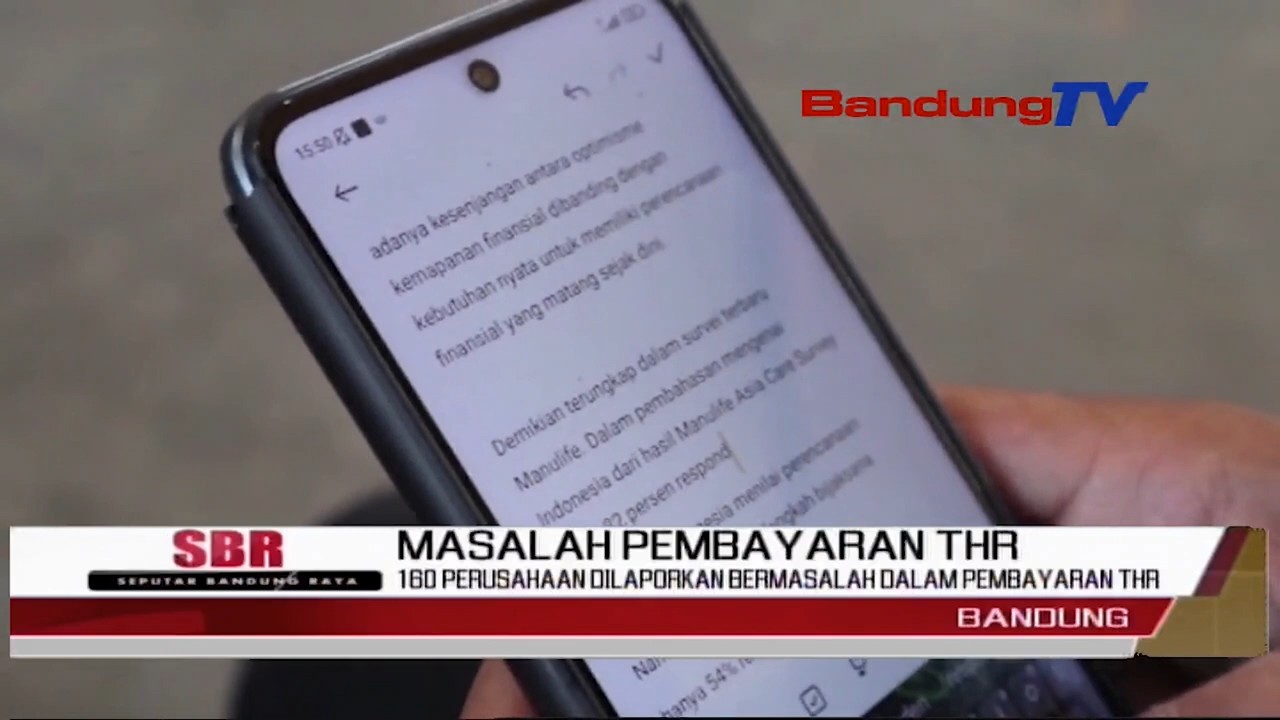 BandungTV
15:50
adanya kesenjangan antara optimisme
kemapanan finansial dibanding dengan
kebutuhan nyata untuk memiliki perencanaan
finansial yang matang sejak dini.
Demikian terungkap dalam survei terbaru
Manulife. Dalam pembahasan mengenai
Indonesia dari hasil Manulife Asia Care Survey
persen respond
menilai perencanaan
bijaksana
SBR
SEPUTAR BANDUNG RAYA
MASALAH PEMBAYARAN THR
160 PERUSAHAAN DILAPORKAN BERMASALAH DALAM PEMBAYARAN THR
BANDUNG
hanya 54%